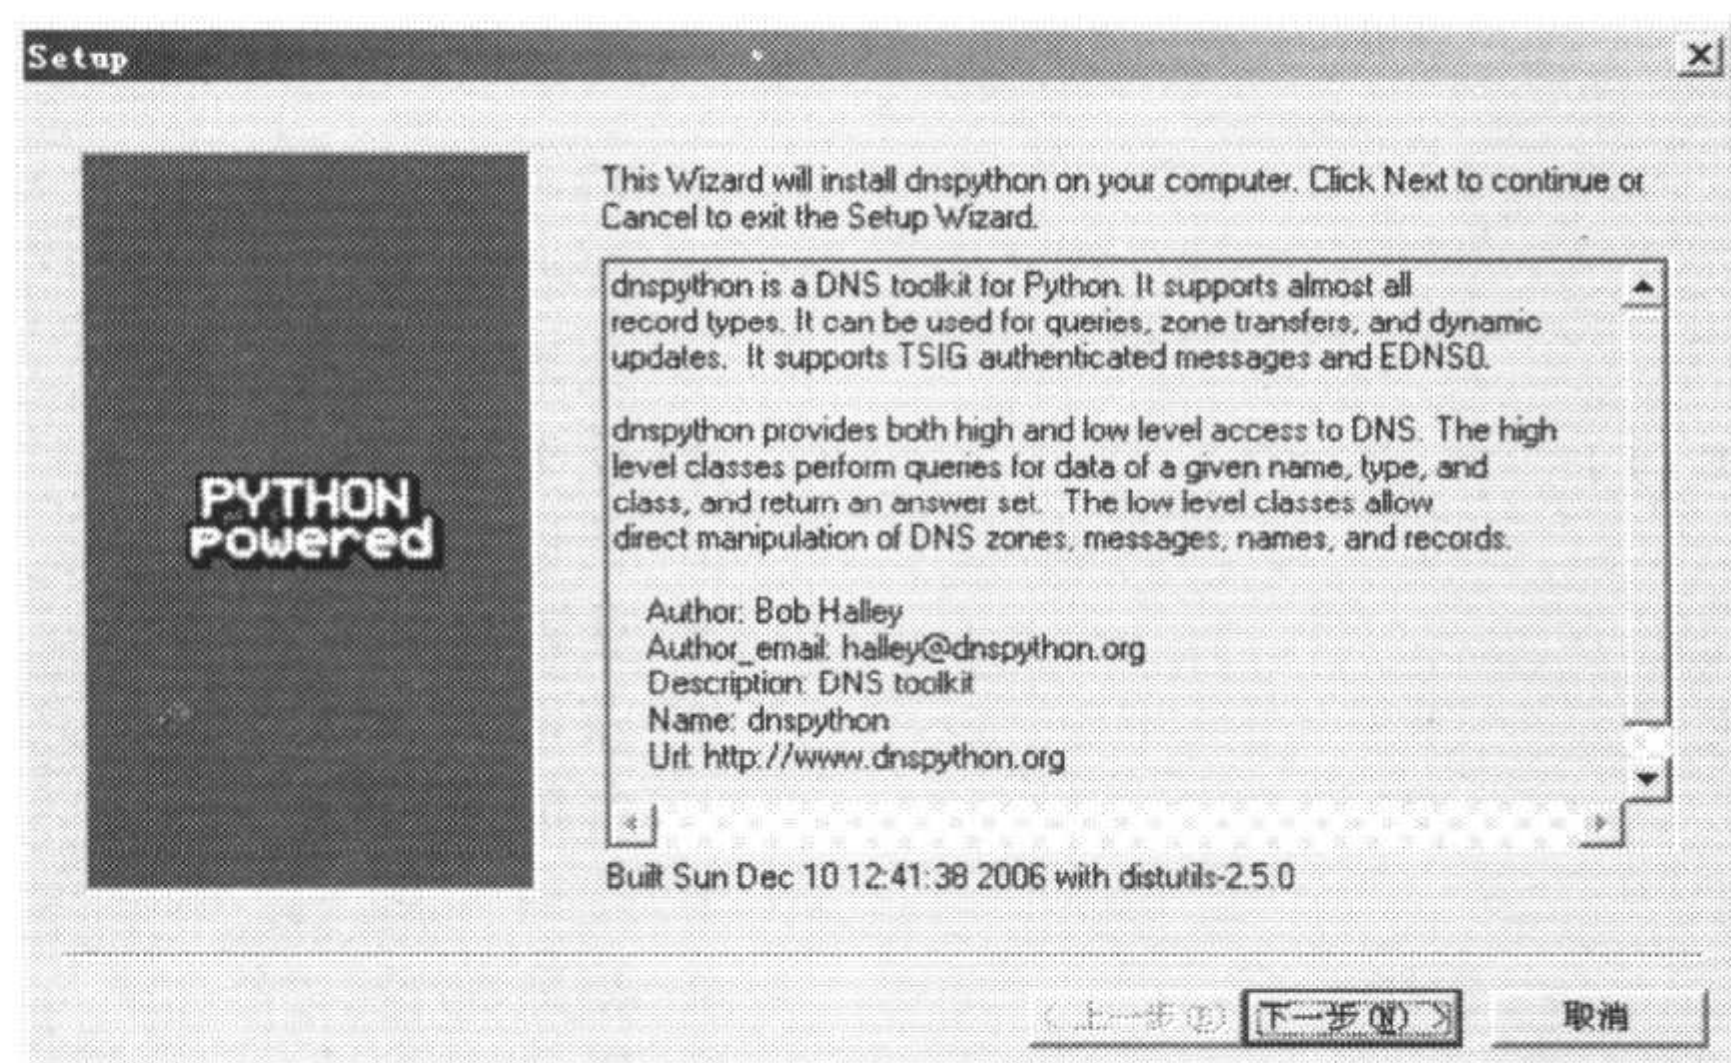 Setup
This Wizard will install dnspython on your computer. Click Next to continue or
Cancel to exit the Setup Wizard.
dnspython is a DNS toolkit for Python. It supports almost all
record types. It can be used for queries, zone transfers, and dynamic
updates.  It supports TSIG authenticated messages and EDNS0.
dnspython provides both high and low level access to DNS. The high
level classes perform queries for data of a given name, type, and
class, and return an answer set.  The low level classes allow
direct manipulation of DNS zones, messages, names, and records.
Author: Bob Halley
Author_email: halley@dnspython.org
Description: DNS toolkit
Name: dnspython
Url: http://www.dnspython.org
PYTHON
powered
Built Sun Dec 10 12:41:38 2006 with distutils-2.5.0
< 上一步(B) 下一步(N) > 取消